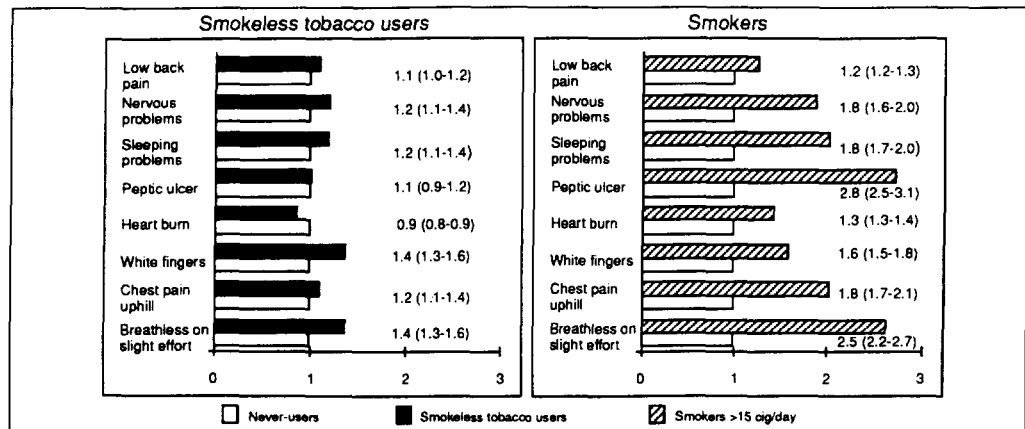 Smokeless tobacco users
Low back
pain
1.1 (1.0-1.2)
Nervous
problems
1.2 (1.1-1.4)
Sleeping
problems
1.2 (1.1-1.4)
Peptic ulcer
1.1 (0.9-1.2)
Heart burn
0.9 (0.8-0.9)
White fingers
1.4 (1.3-1.6)
Chest pain
uphill
1.2 (1.1-1.4)
Breathless on
slight effort
1.4 (1.3-1.6)
0 1 2 3
Smokers
Low back
pain
1.2 (1.2-1.3)
Nervous
problems
1.8 (1.6-2.0)
Sleeping
problems
1.8 (1.7-2.0)
Peptic ulcer
2.8 (2.5-3.1)
Heart burn
1.3 (1.3-1.4)
White fingers
1.6 (1.5-1.8)
Chest pain
uphill
1.8 (1.7-2.1)
Breathless on
slight effort
2.5 (2.2-2.7)
0 1 2 3
Never-users
Smokeless tobacco users
Smokers >15 cig/day